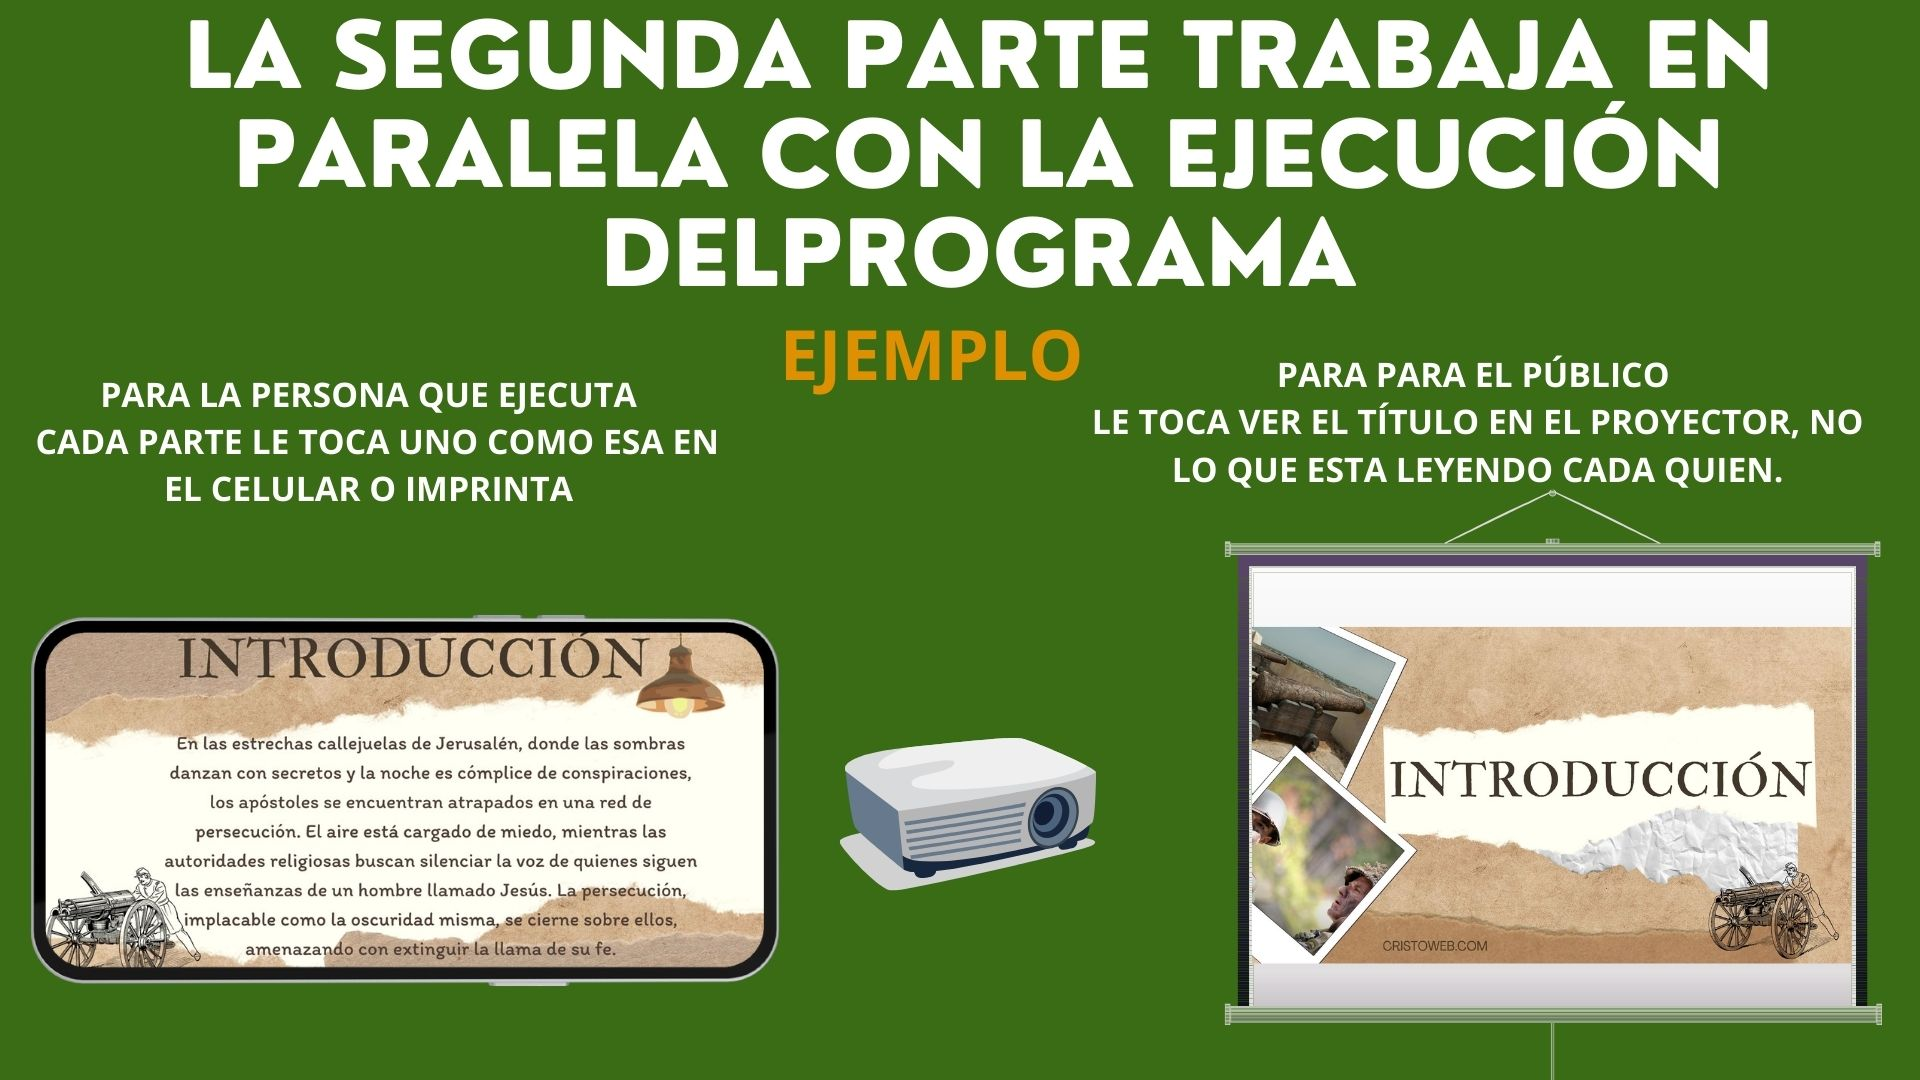 LA SEGUNDA PARTE TRABAJA EN
PARALELA CON LA EJECUCIÓN
DELPROGRAMA
EJEMPLO
PARA LA PERSONA QUE EJECUTA
CADA PARTE LE TOCA UNO COMO ESA EN
EL CELULAR O IMPRINTA
PARA PARA EL PÚBLICO
LE TOCA VER EL TÍTULO EN EL PROYECTOR, NO
LO QUE ESTA LEYENDO CADA QUIEN.
INTRODUCCIÓN
En las estrechas callejuelas de Jerusalén, donde las sombras
danzan con secretos y la noche es cómplice de conspiraciones,
los apóstoles se encuentran atrapados en una red de
persecución. El aire está cargado de miedo, mientras las
autoridades religiosas buscan silenciar la voz de quienes siguen
las enseñanzas de un hombre llamado Jesús. La persecución,
implacable como la oscuridad misma, se cierne sobre ellos,
amenazando con extinguir la llama de su fe.
INTRODUCCIÓN
CRISTOWEB.COM